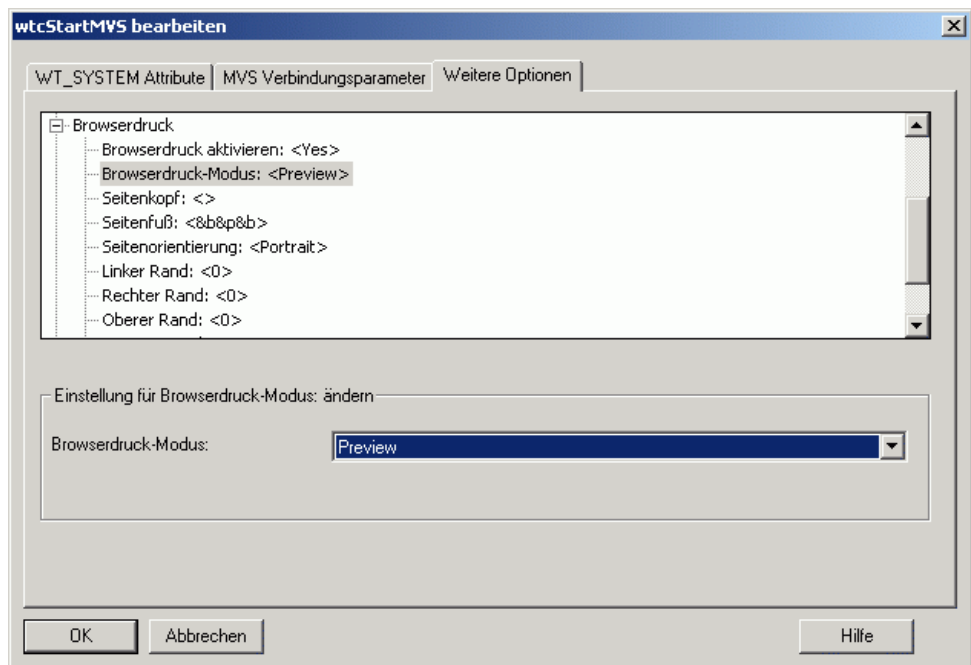 wtcStartMVS bearbeiten
WT_SYSTEM Attribute MVS Verbindungsparameter Weitere Optionen
Browserdruck
Browserdruck aktivieren: <Yes>
Browserdruck-Modus: <Preview>
Seitenkopf: <>
Seitenfuß: <&b&p&b>
Seitenorientierung: <Portrait>
Linker Rand: <0>
Rechter Rand: <0>
Oberer Rand: <0>
Einstellung für Browserdruck-Modus: ändern
Browserdruck-Modus: Preview
OK Abbrechen Hilfe